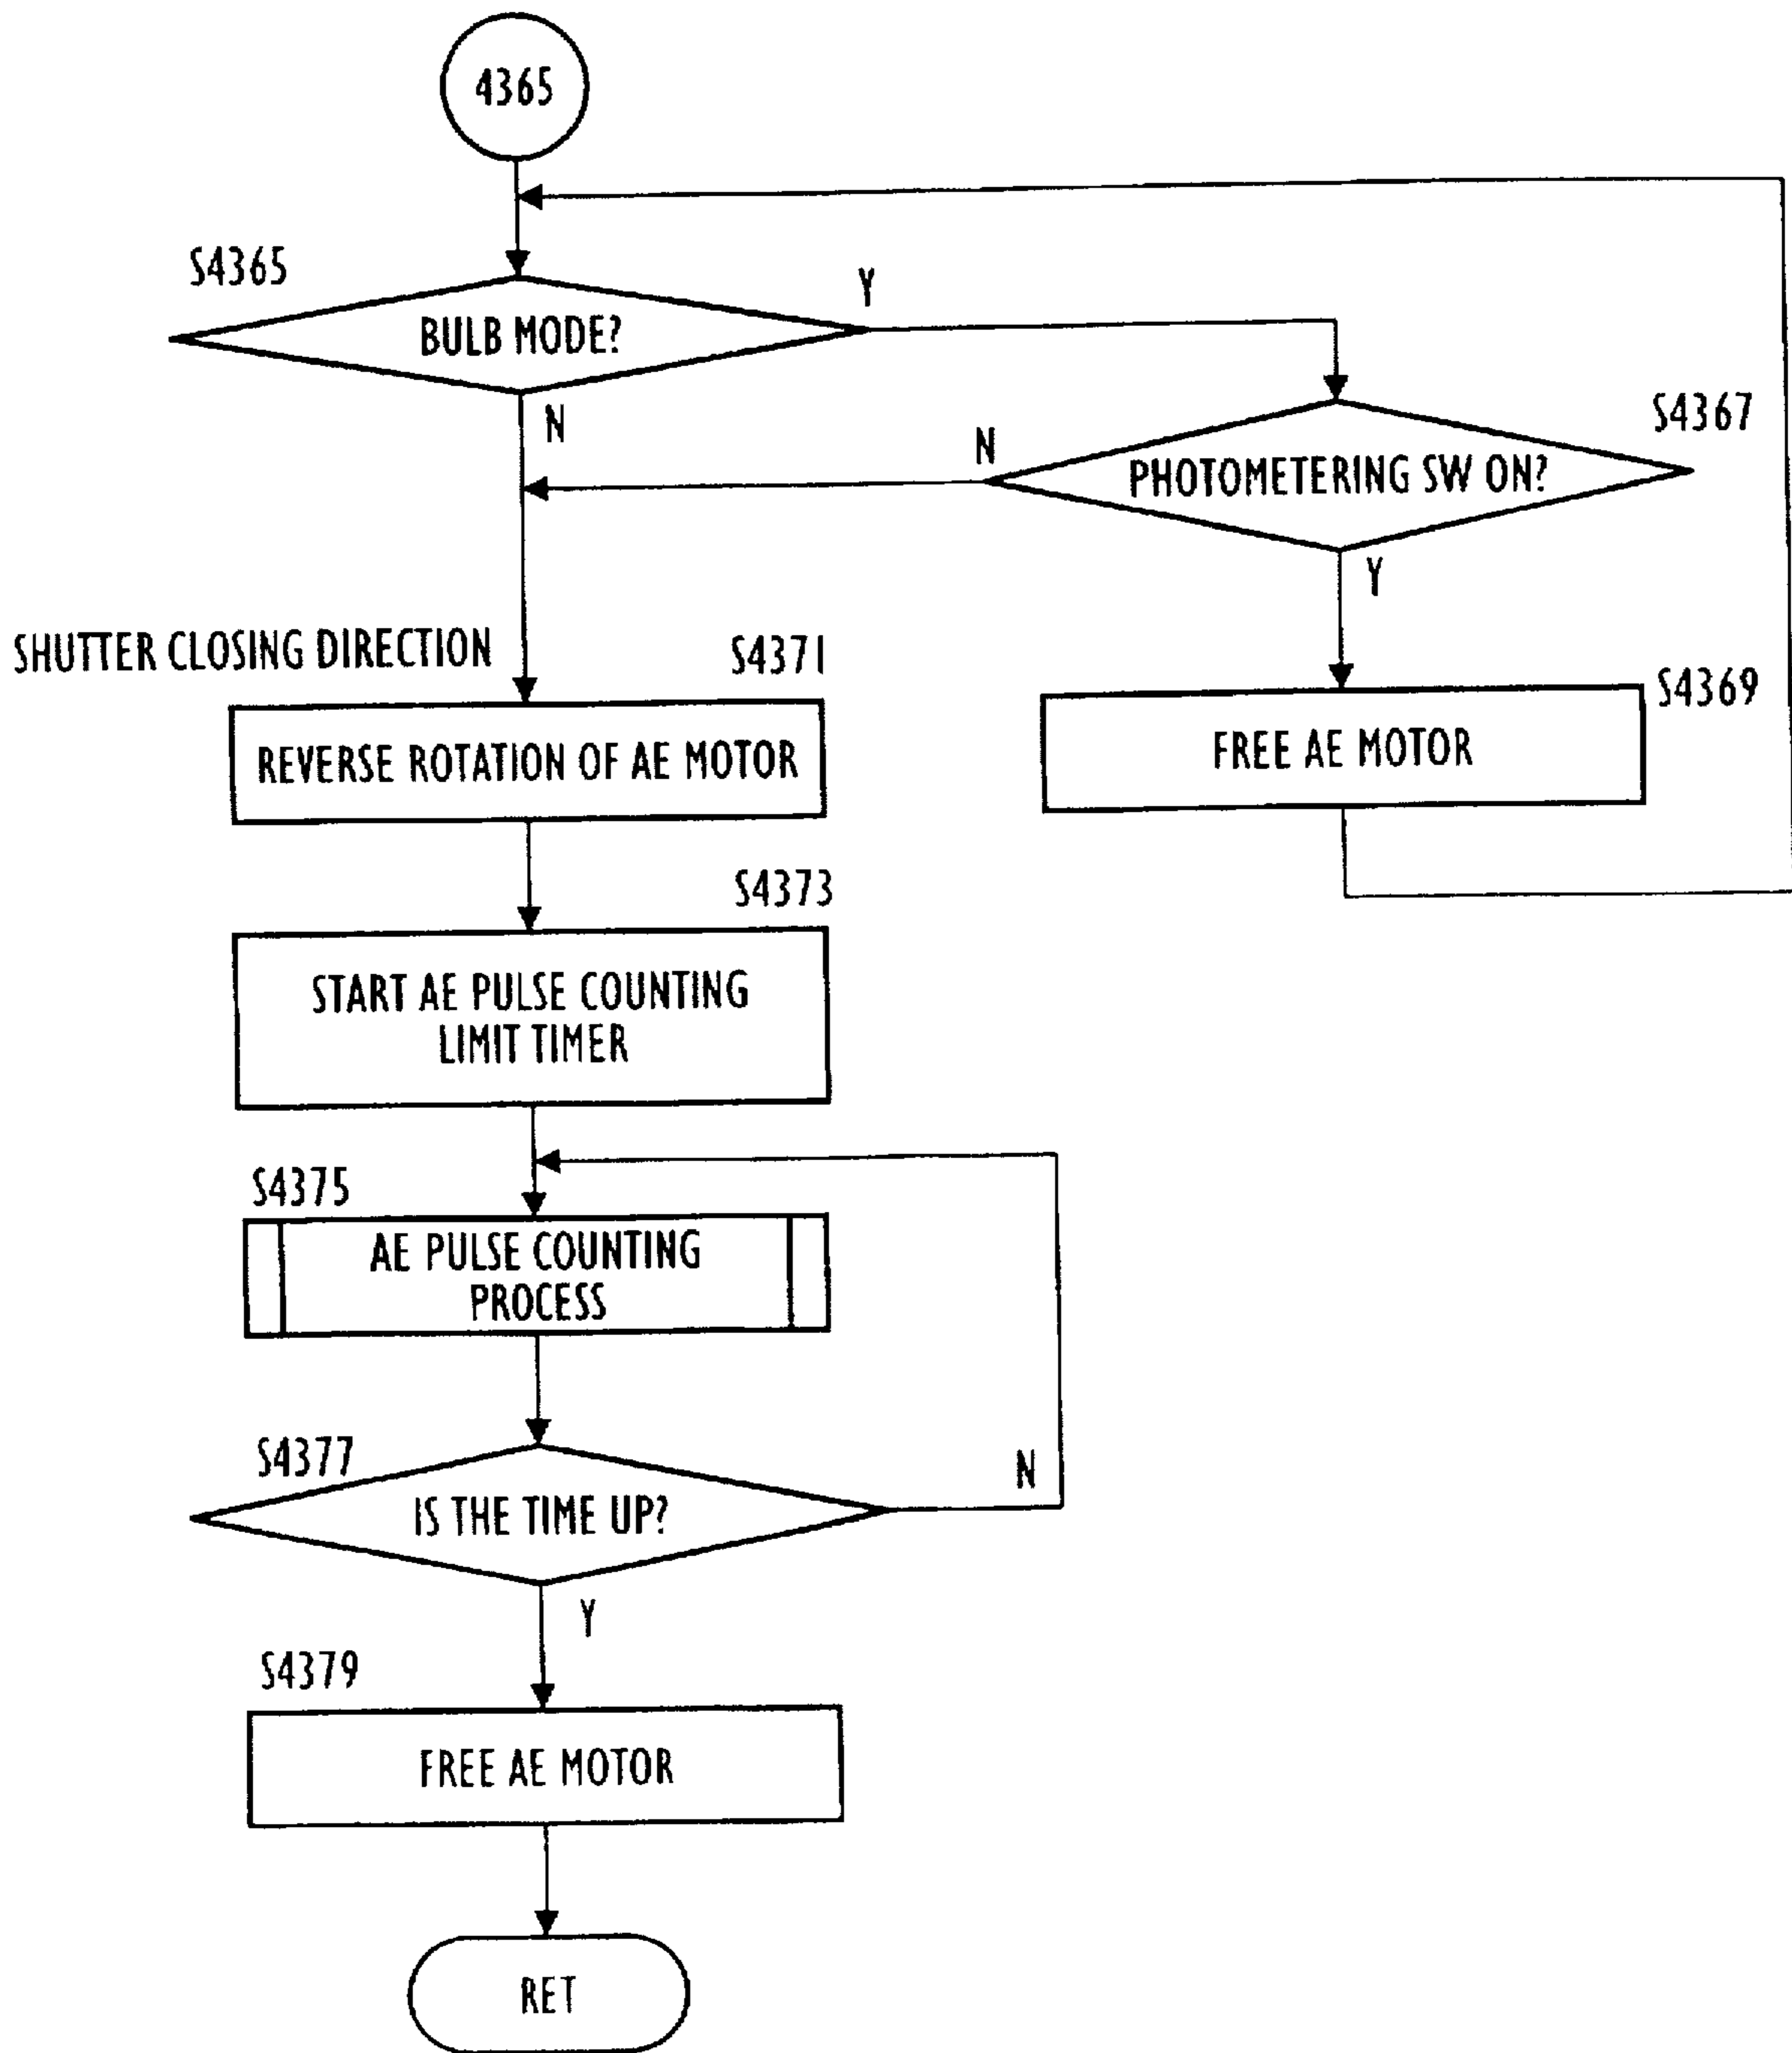 4365
S4365
Y
BULB MODE?
N
S4367
N
PHOTOMETERING SW ON?
Y
SHUTTER CLOSING DIRECTION
S4371
REVERSE ROTATION OF AE MOTOR
S4369
FREE AE MOTOR
S4373
START AE PULSE COUNTING
LIMIT TIMER
S4375
AE PULSE COUNTING
PROCESS
S4377
N
IS THE TIME UP?
Y
S4379
FREE AE MOTOR
RET